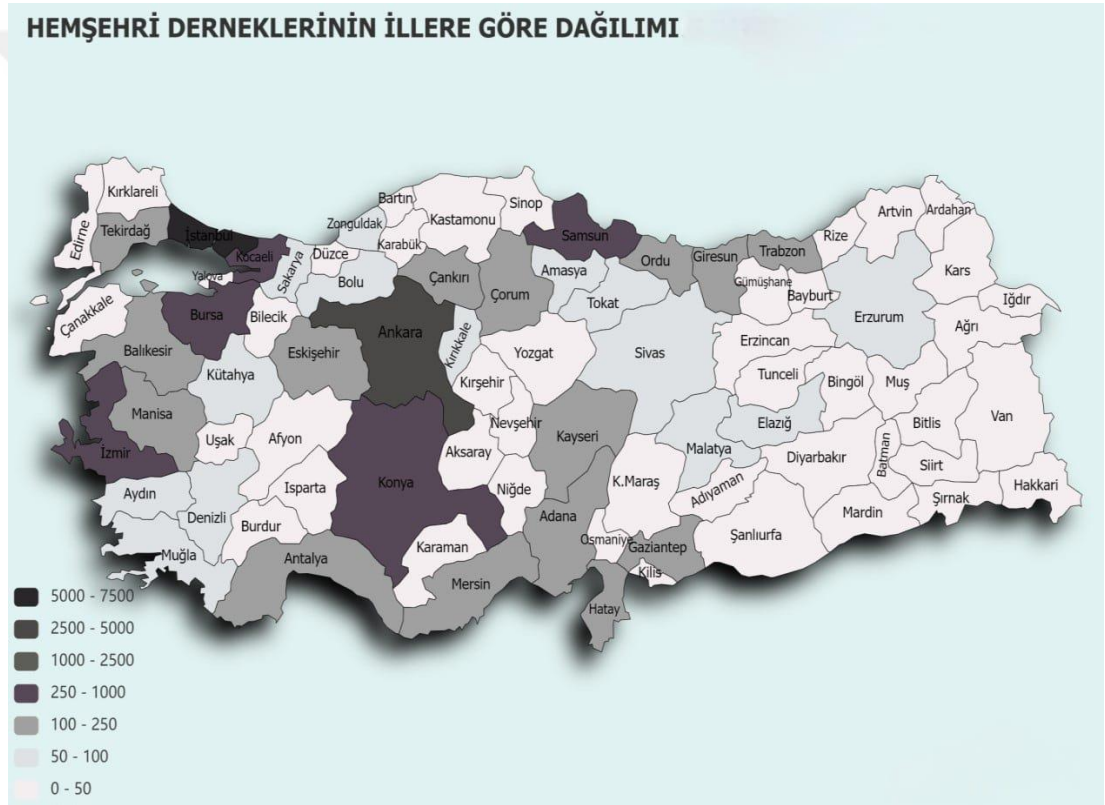 HEMŞEHRİ DERNEKLERİNİN İLLERE GÖRE DAĞILIMI
Kırklareli
Edirne
Tekirdağ
İstanbul
Kocaeli
Yalova
Sakarya
Düzce
Zonguldak
Bartın
Karabük
Kastamonu
Sinop
Samsun
Çankırı
Çorum
Amasya
Tokat
Ordu
Giresun
Trabzon
Gümüşhane
Bayburt
Rize
Artvin
Ardahan
Kars
Iğdır
Ağrı
Erzurum
Erzincan
Çanakkale
Balıkesir
Bursa
Bilecik
Bolu
Ankara
Eskişehir
Kütahya
Kırıkkale
Yozgat
Kırşehir
Sivas
Tunceli
Bingöl
Muş
Bitlis
Van
Manisa
İzmir
Uşak
Afyon
Nevşehir
Aksaray
Kayseri
Malatya
Elazığ
Diyarbakır
Batman
Siirt
Şırnak
Hakkari
Aydın
Denizli
Isparta
Burdur
Konya
Niğde
K.Maraş
Adıyaman
Şanlıurfa
Mardin
Muğla
Antalya
Karaman
Mersin
Adana
Osmaniye
Gaziantep
Kilis
Hatay
5000 - 7500
2500 - 5000
1000 - 2500
250 - 1000
100 - 250
50 - 100
0 - 50